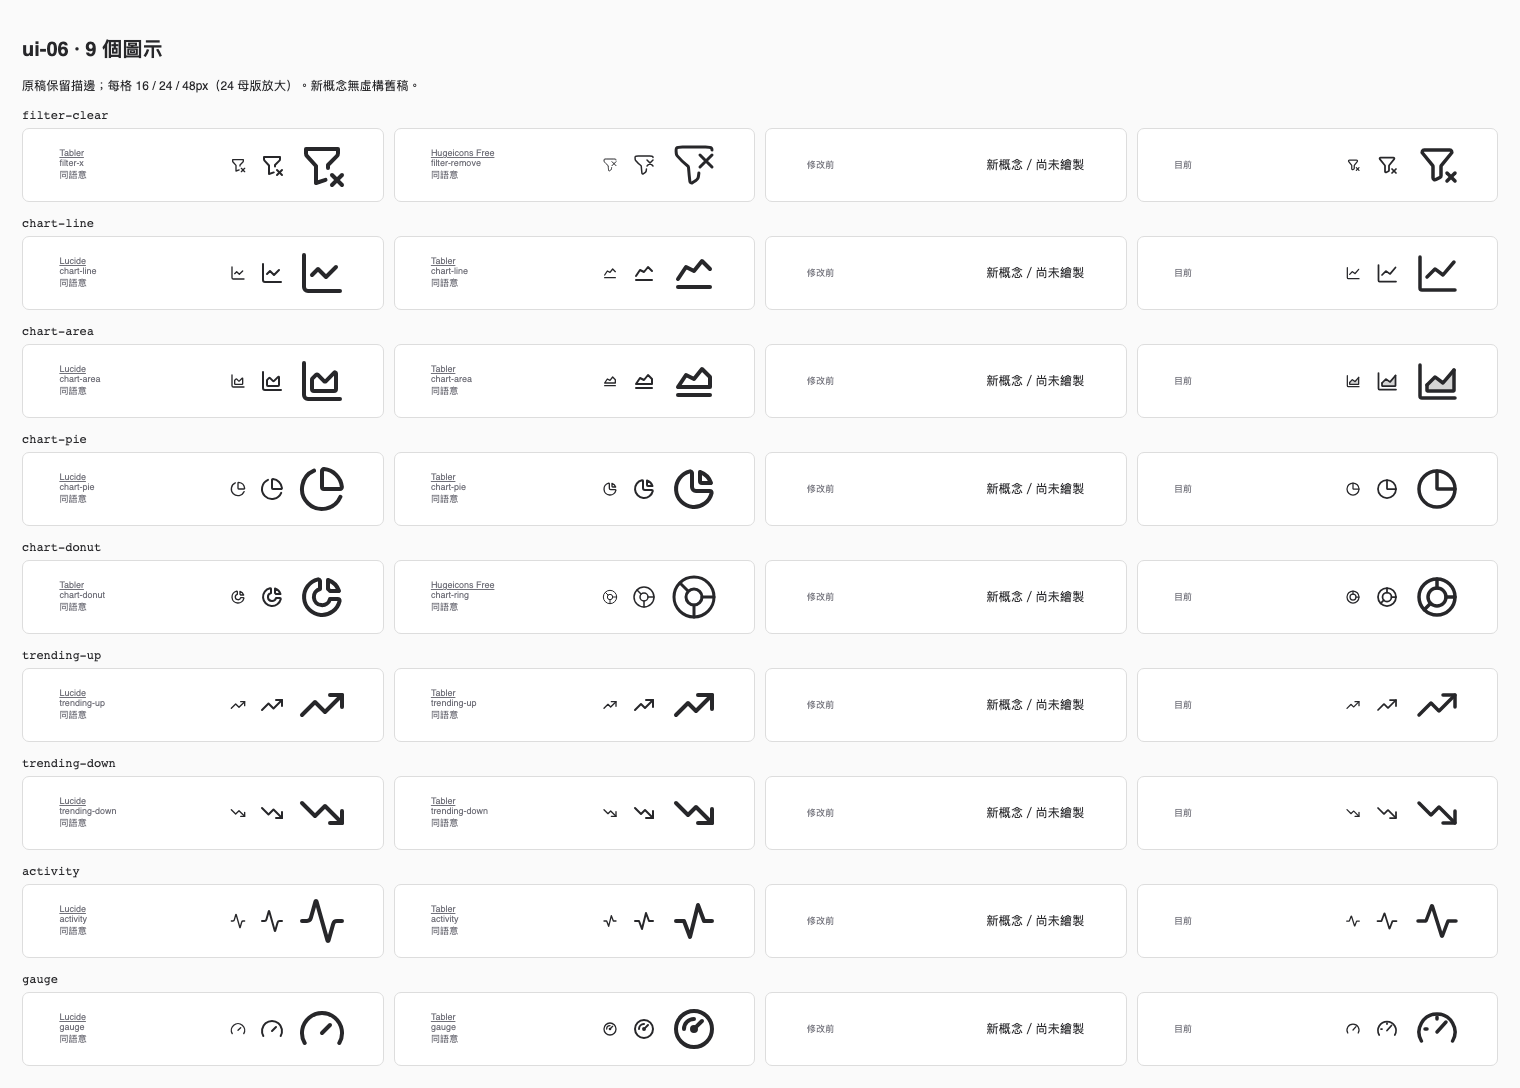 ui-06 · 9 個圖示
原稿保留描邊；每格 16 / 24 / 48px（24 母版放大）。新概念無虛構舊稿。
filter-clear
Tabler
filter-x
同語意
Hugeicons Free
filter-remove
同語意
修改前
新概念 / 尚未繪製
目前
chart-line
Lucide
chart-line
同語意
Tabler
chart-line
同語意
修改前
新概念 / 尚未繪製
目前
chart-area
Lucide
chart-area
同語意
Tabler
chart-area
同語意
修改前
新概念 / 尚未繪製
目前
chart-pie
Lucide
chart-pie
同語意
Tabler
chart-pie
同語意
修改前
新概念 / 尚未繪製
目前
chart-donut
Tabler
chart-donut
同語意
Hugeicons Free
chart-ring
同語意
修改前
新概念 / 尚未繪製
目前
trending-up
Lucide
trending-up
同語意
Tabler
trending-up
同語意
修改前
新概念 / 尚未繪製
目前
trending-down
Lucide
trending-down
同語意
Tabler
trending-down
同語意
修改前
新概念 / 尚未繪製
目前
activity
Lucide
activity
同語意
Tabler
activity
同語意
修改前
新概念 / 尚未繪製
目前
gauge
Lucide
gauge
同語意
Tabler
gauge
同語意
修改前
新概念 / 尚未繪製
目前